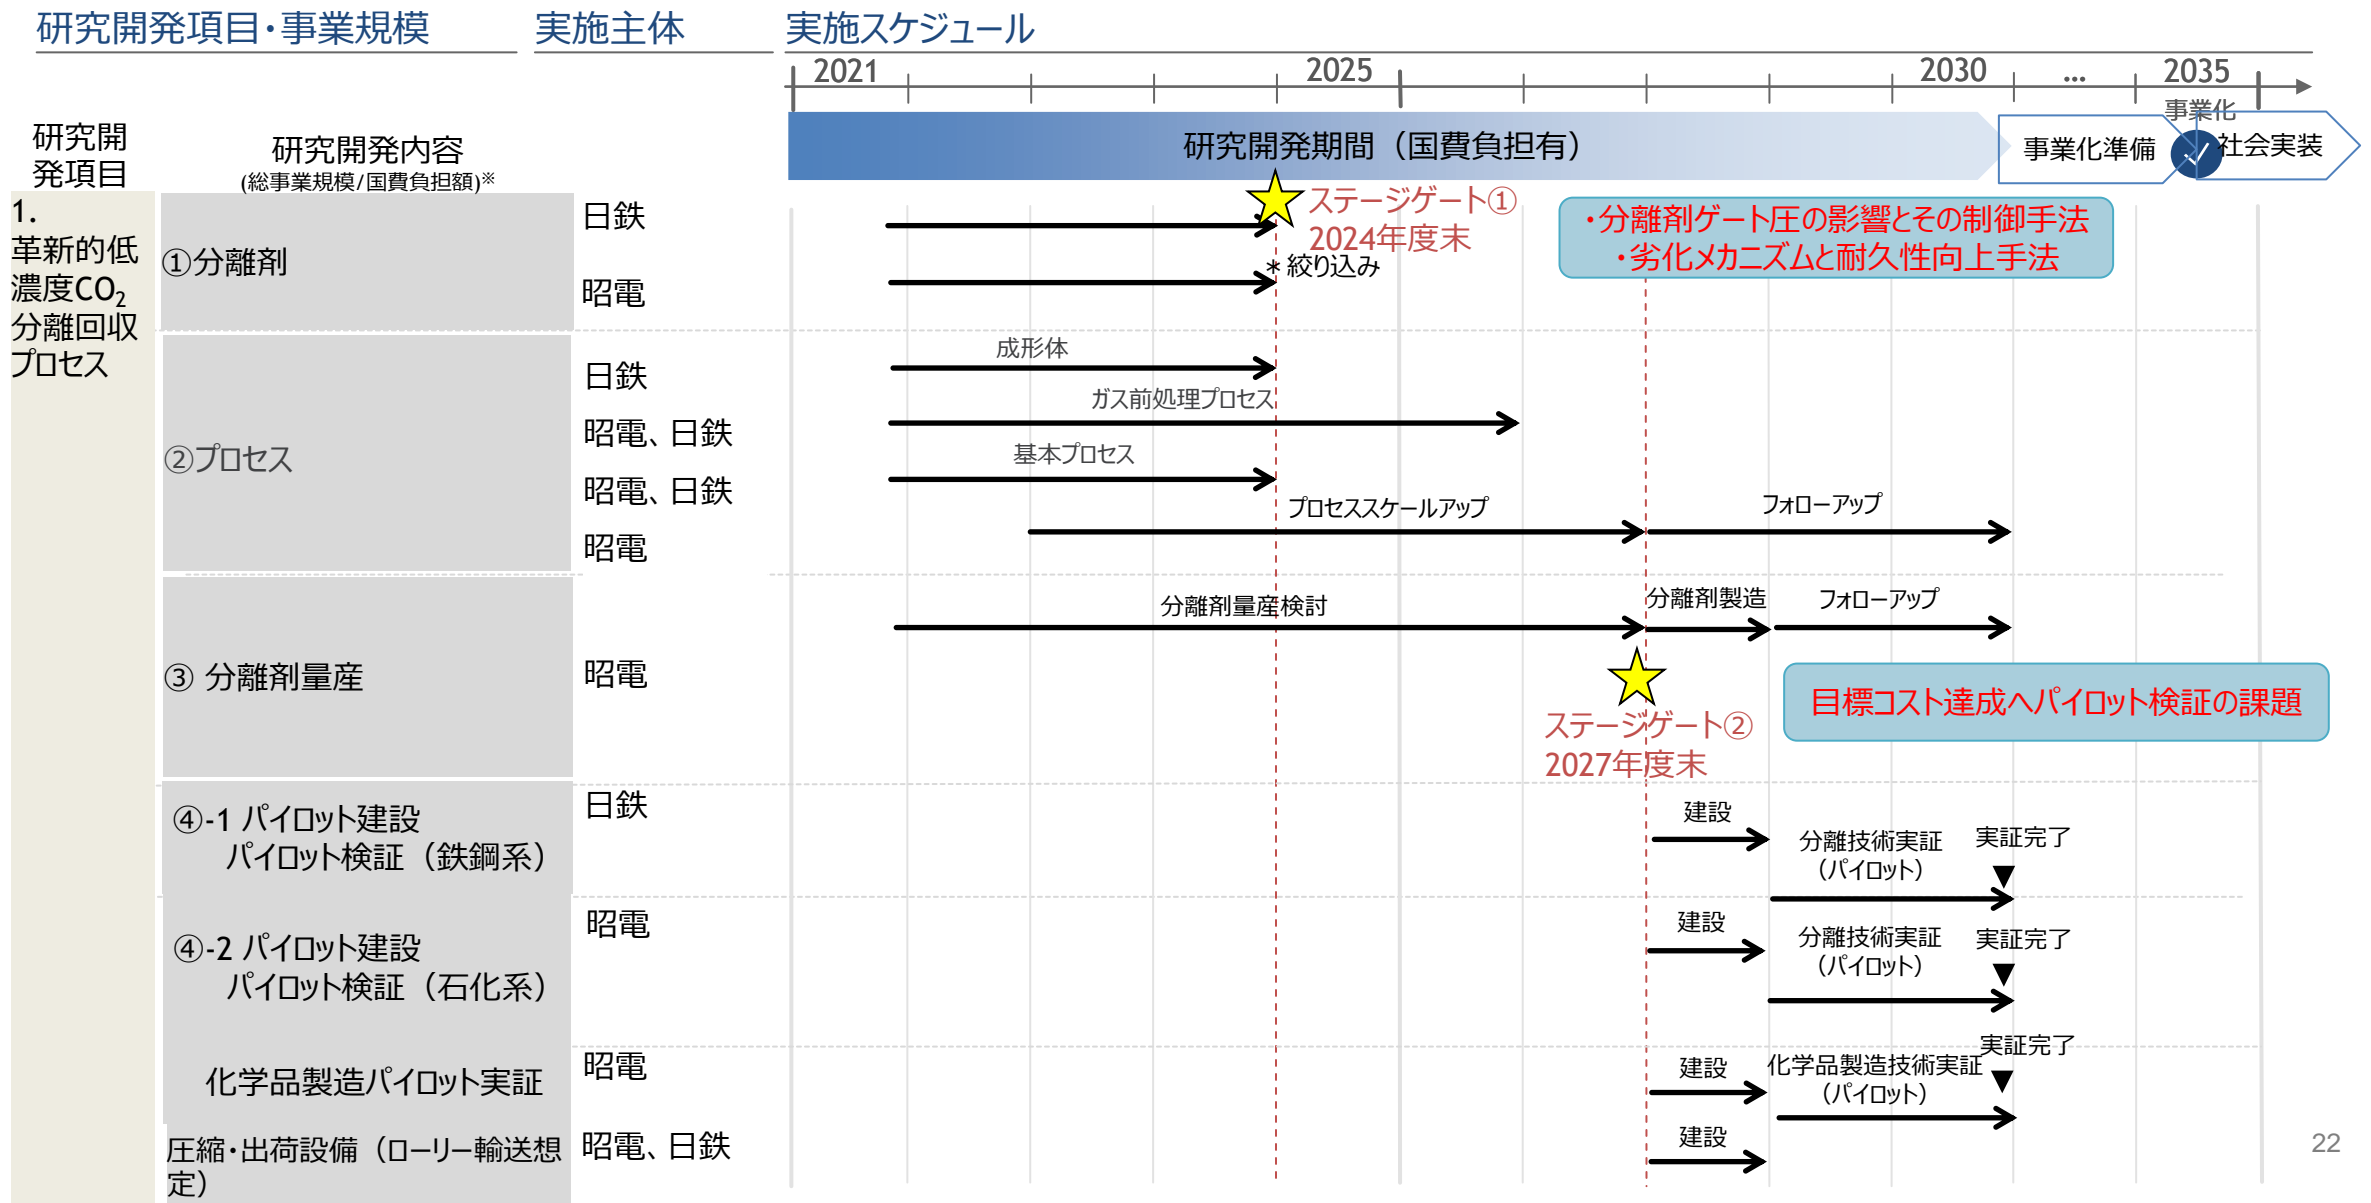 研究開発項目・事業規模
実施主体
実施スケジュール
2021
2025
2030
...
2035
研究開
発項目
研究開発内容
(総事業規模/国費負担額)※
研究開発期間（国費負担有）
事業化準備
事業化
社会実装
1.
革新的低
濃度CO₂
分離回収
プロセス
①分離剤
日鉄
昭電
ステージゲート①
2024年度末
＊絞り込み
・分離剤ゲート圧の影響とその制御手法
・劣化メカニズムと耐久性向上手法
②プロセス
日鉄
成形体
昭電、日鉄
ガス前処理プロセス
昭電、日鉄
基本プロセス
昭電
プロセススケールアップ
フォローアップ
③ 分離剤量産
昭電
分離剤量産検討
分離剤製造
フォローアップ
ステージゲート②
2027年度末
目標コスト達成へパイロット検証の課題
④-1 パイロット建設
パイロット検証（鉄鋼系）
日鉄
建設
分離技術実証
（パイロット）
実証完了
④-2 パイロット建設
パイロット検証（石化系）
昭電
建設
分離技術実証
（パイロット）
実証完了
化学品製造パイロット実証
昭電
建設
化学品製造技術実証
（パイロット）
実証完了
圧縮・出荷設備（ローリー輸送想
定）
昭電、日鉄
建設
22